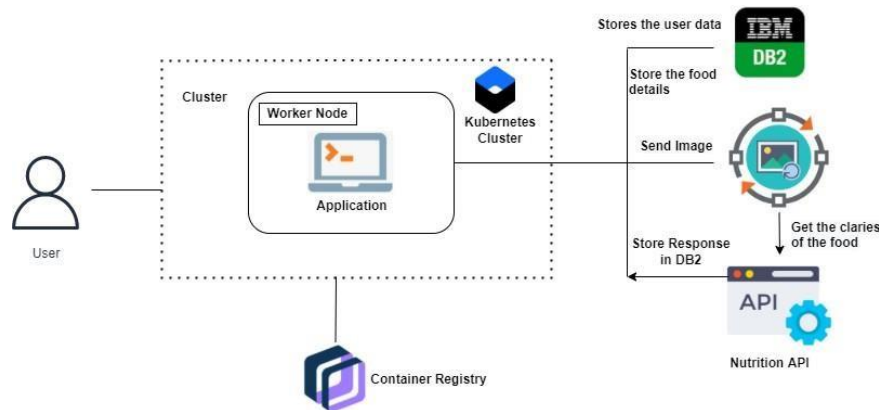 Stores the user data
IBM
DB2
Store the food
details
Cluster
Worker Node
Kubernetes
Cluster
Application
Send Image
User
Get the claries
of the food
Store Response
in DB2
API
Nutrition API
Container Registry